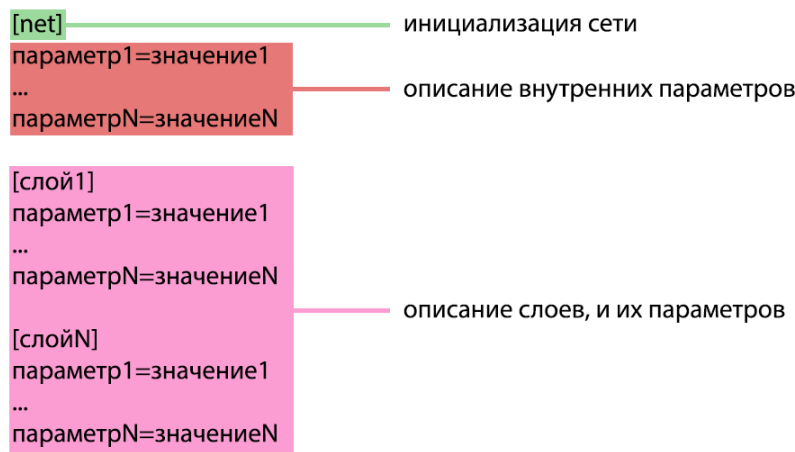 [net] инициализация сети
параметр1=значение1
... описание внутренних параметров
параметрN=значениеN
[слой1]
параметр1=значение1
...
параметрN=значениеN
описание слоев, и их параметров
[слойN]
параметр1=значение1
...
параметрN=значениеN